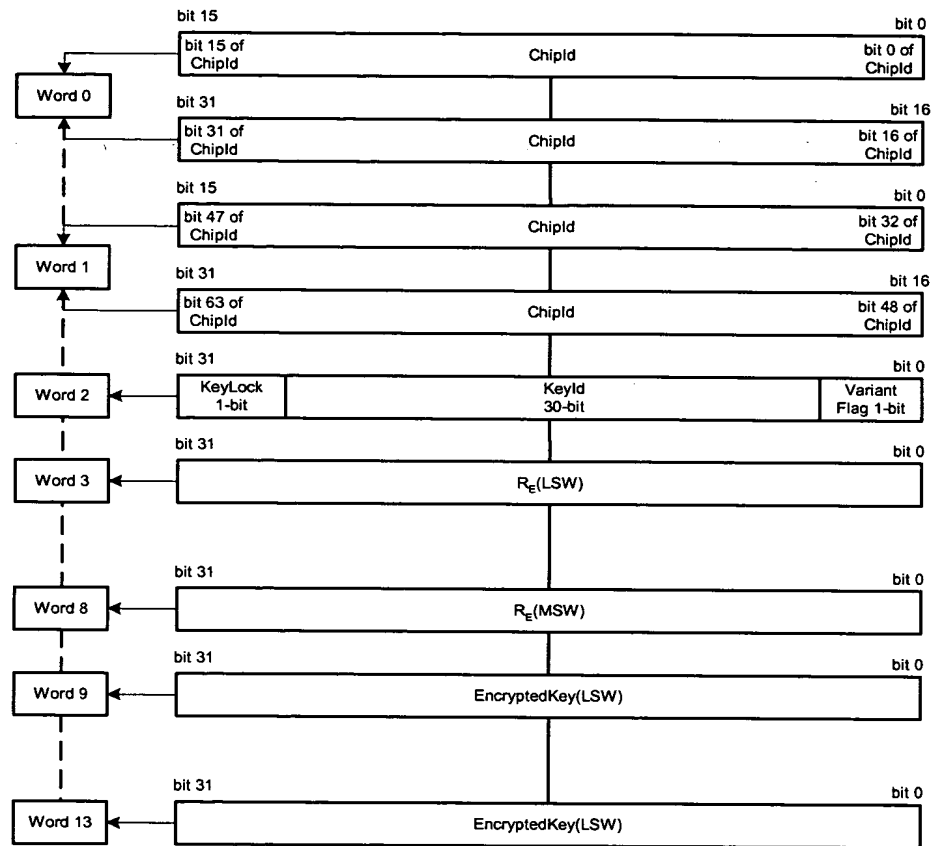 bit 15
bit 0
bit 15 of
ChipId
ChipId
bit 0 of
ChipId
Word 0
bit 31
bit 16
bit 31 of
ChipId
ChipId
bit 16 of
ChipId
bit 15
bit 0
bit 47 of
ChipId
ChipId
bit 32 of
ChipId
Word 1
bit 31
bit 16
bit 63 of
ChipId
ChipId
bit 48 of
ChipId
bit 31
bit 0
Word 2
KeyLock
1-bit
KeyId
30-bit
Variant
Flag 1-bit
bit 31
bit 0
Word 3
RE(LSW)
bit 31
bit 0
Word 8
RE(MSW)
bit 31
bit 0
Word 9
EncryptedKey(LSW)
bit 31
bit 0
Word 13
EncryptedKey(LSW)